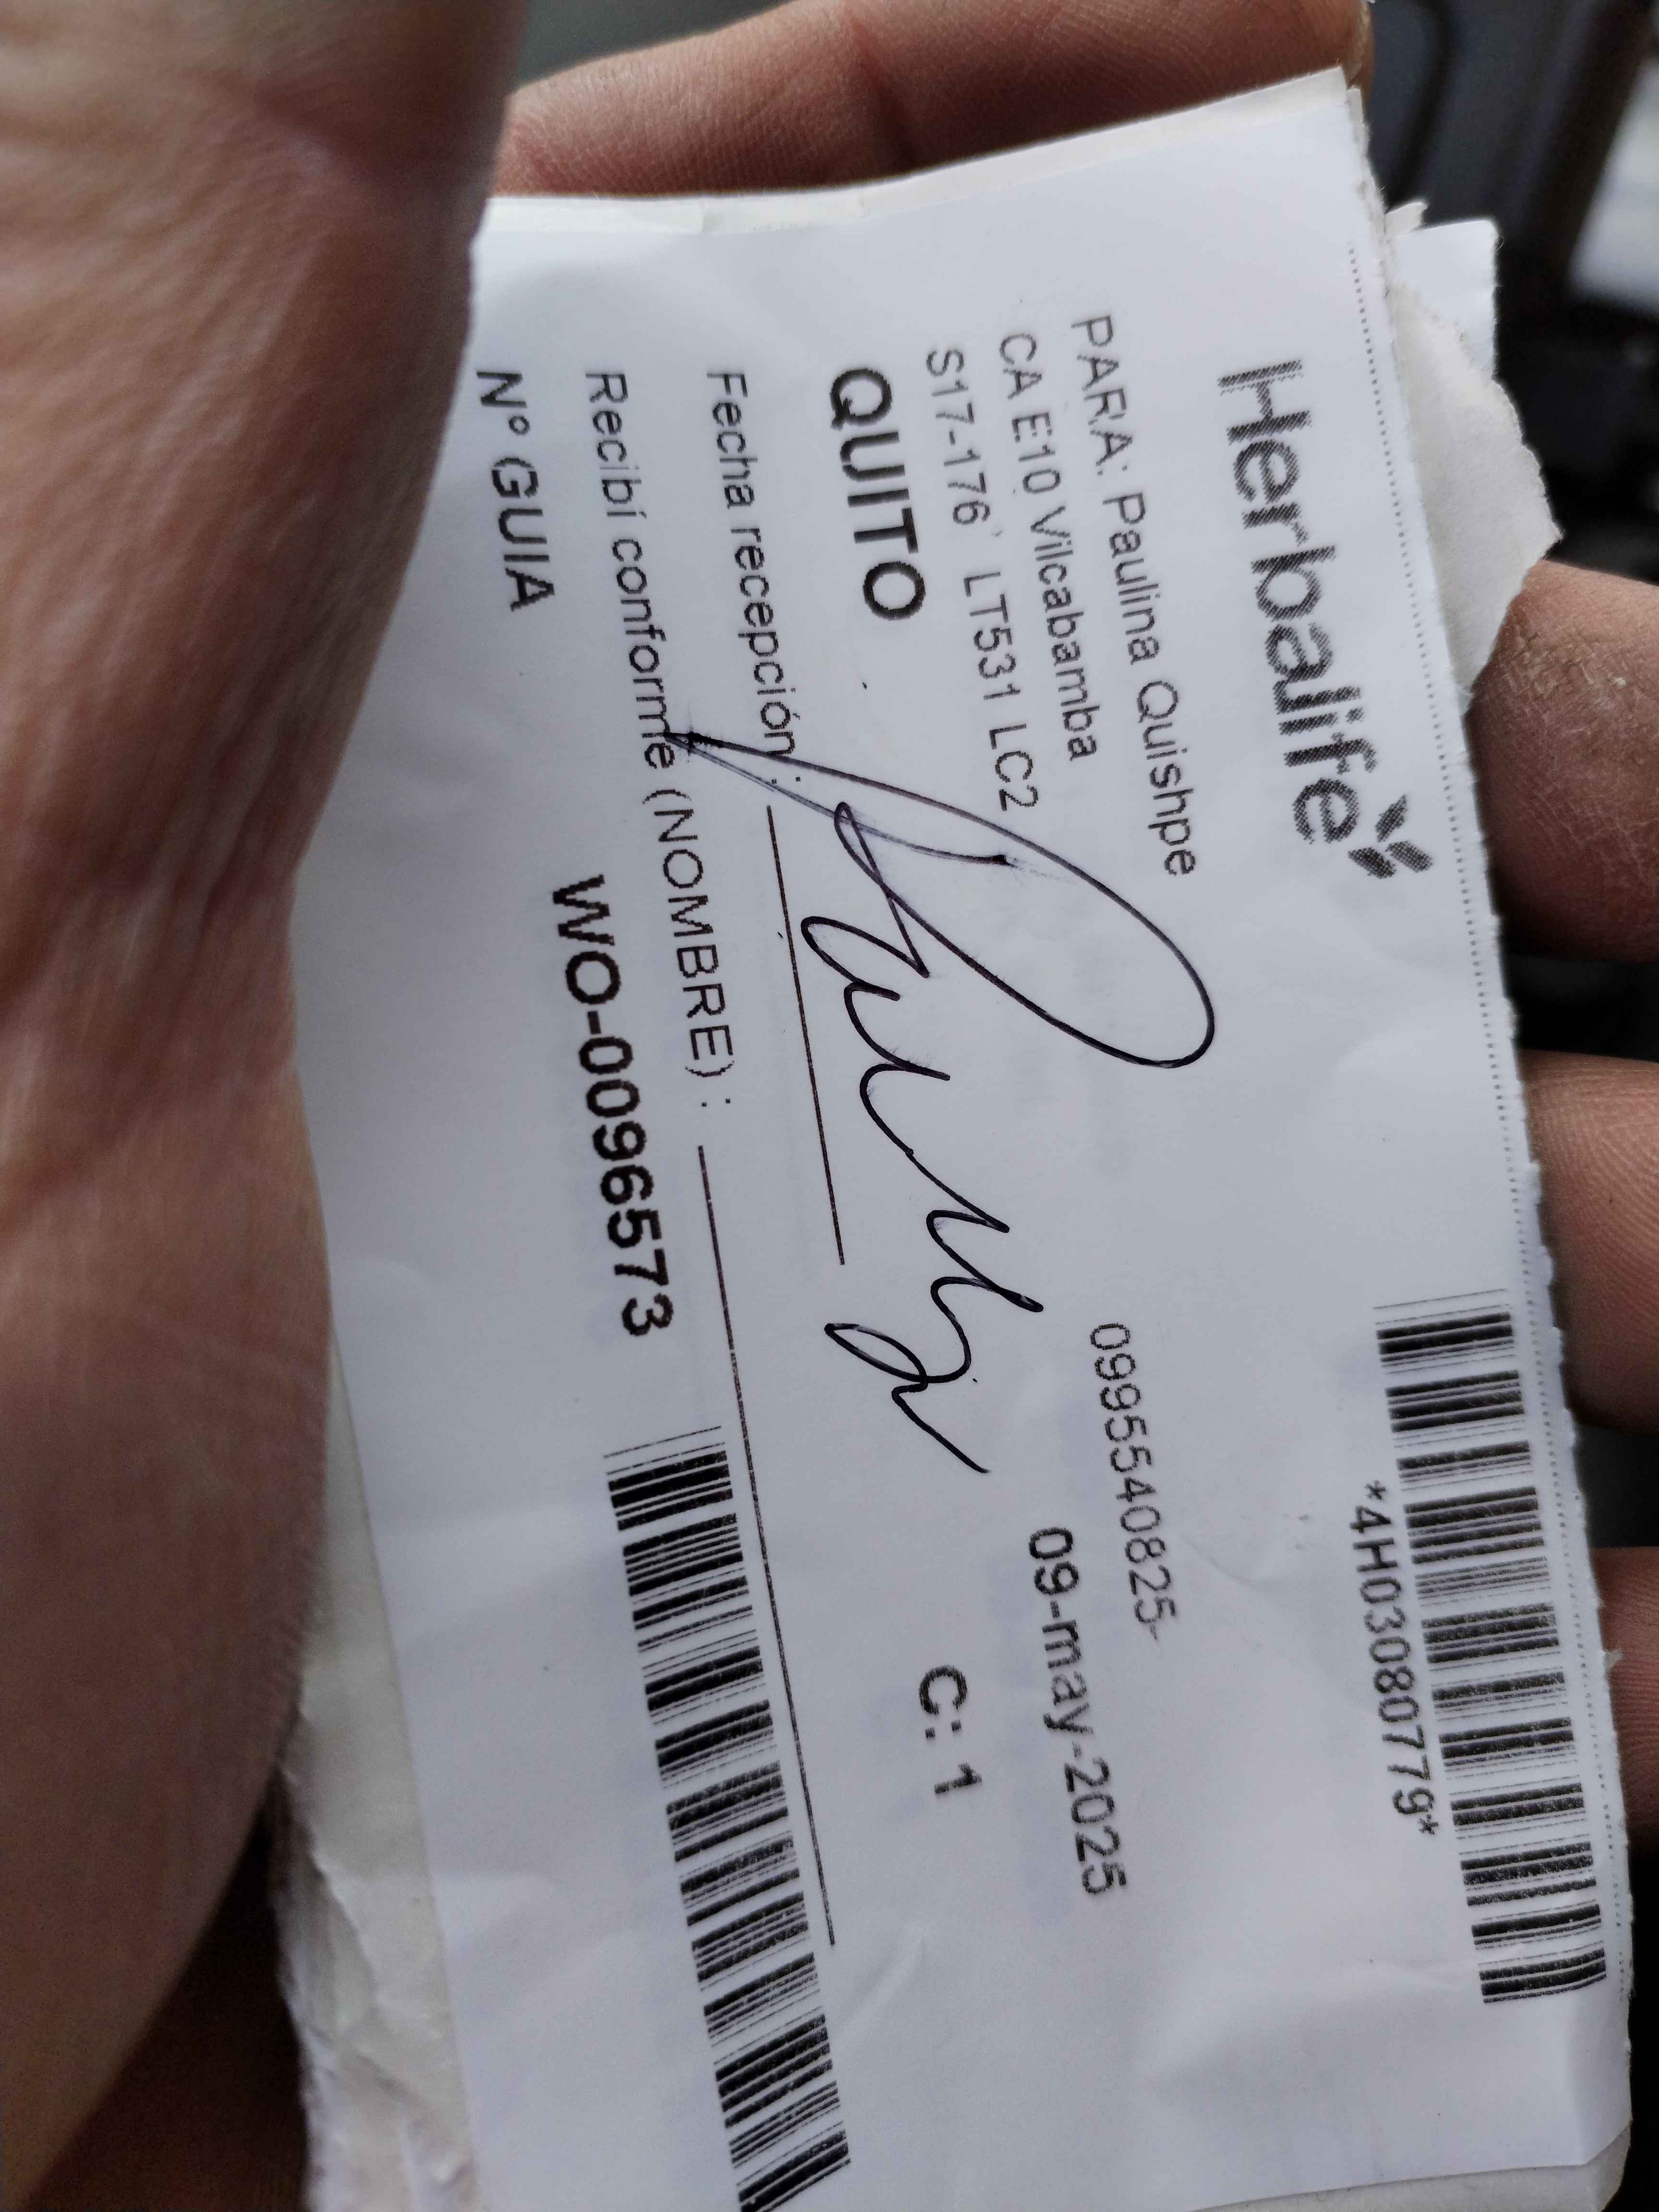 Herbalife
*4H03080779*
PARA: Paulina Quishpe
0995540825-
CA E10 Vilcabamba
S17-176 LT531 LC2
09-may-2025
QUITO
C: 1
Fecha recepción :
Recibí conforme (NOMBRE) :
Nº GUIA
WO-0096573